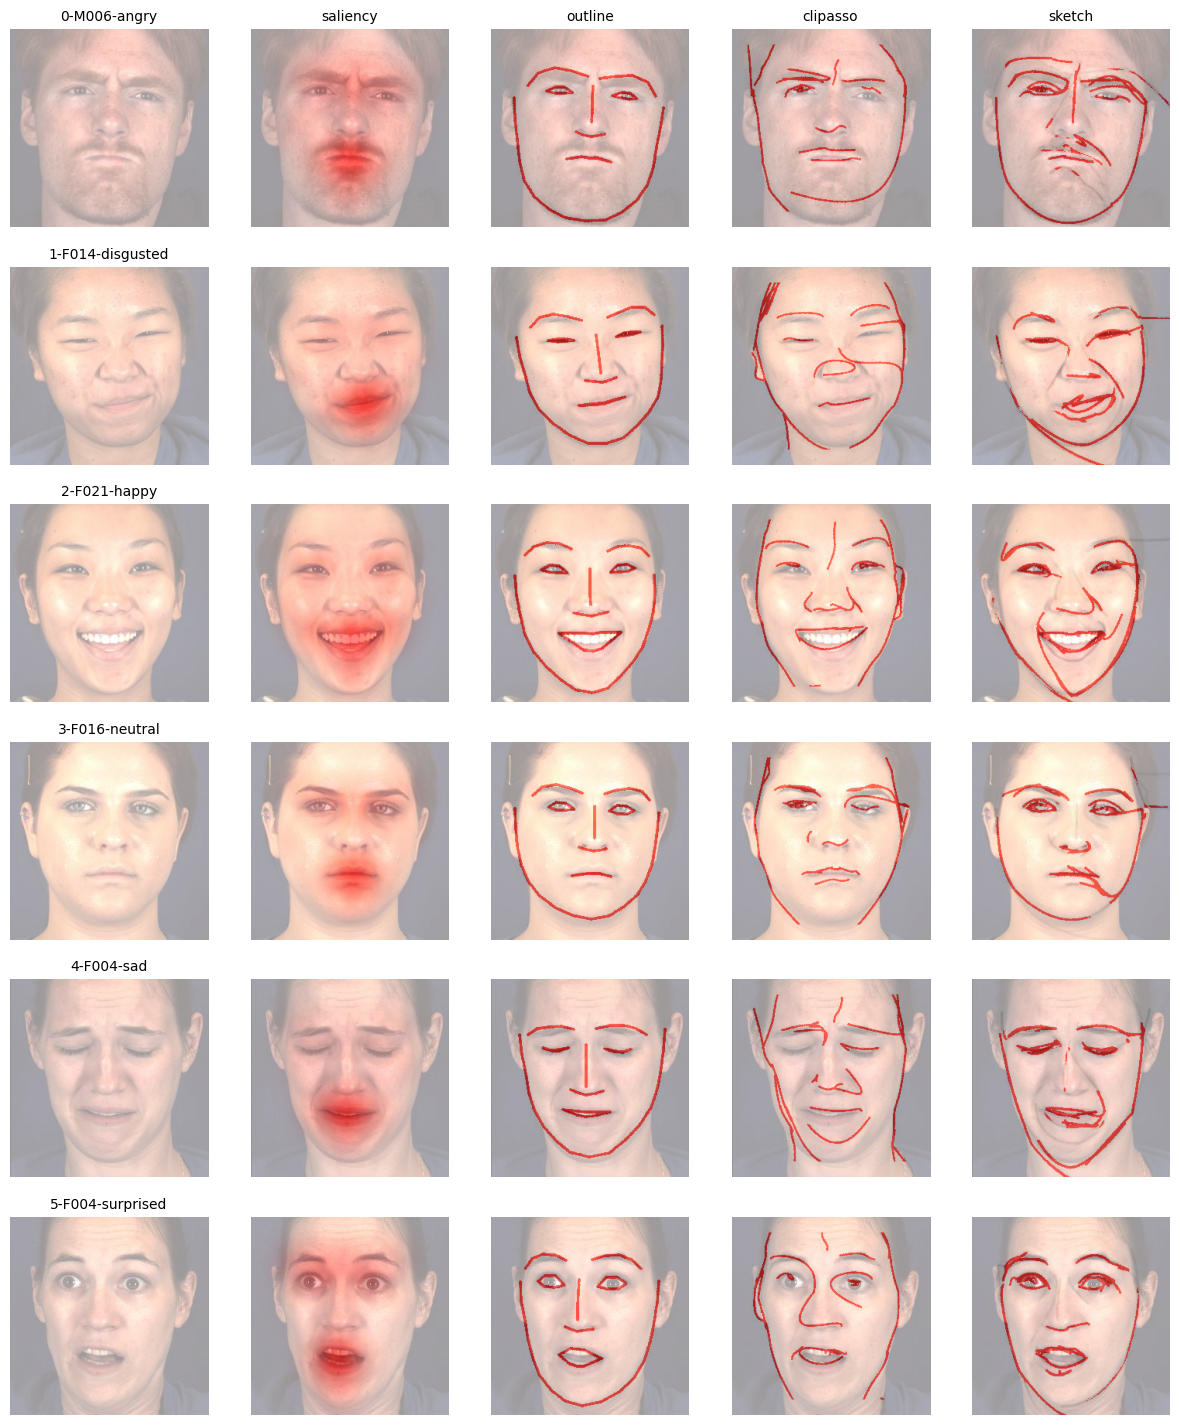 0-M006-angry saliency outline clipasso sketch
1-F014-disgusted
2-F021-happy
3-F016-neutral
4-F004-sad
5-F004-surprised